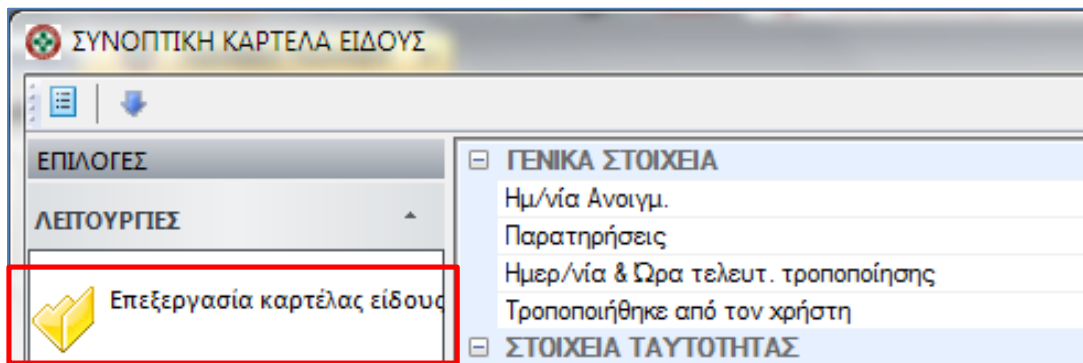 ΣΥΝΟΠΤΙΚΗ ΚΑΡΤΕΛΑ ΕΙΔΟΥΣ
ΕΠΙΛΟΓΕΣ
ΛΕΙΤΟΥΡΓΙΕΣ
Επεξεργασία καρτέλας είδους
ΓΕΝΙΚΑ ΣΤΟΙΧΕΙΑ
Ημ/νία Ανοιγμ.
Παρατηρήσεις
Ημερ/νία & Ώρα τελευτ. τροποποίησης
Τροποποιήθηκε από τον χρήστη
ΣΤΟΙΧΕΙΑ ΤΑΥΤΟΤΗΤΑΣ